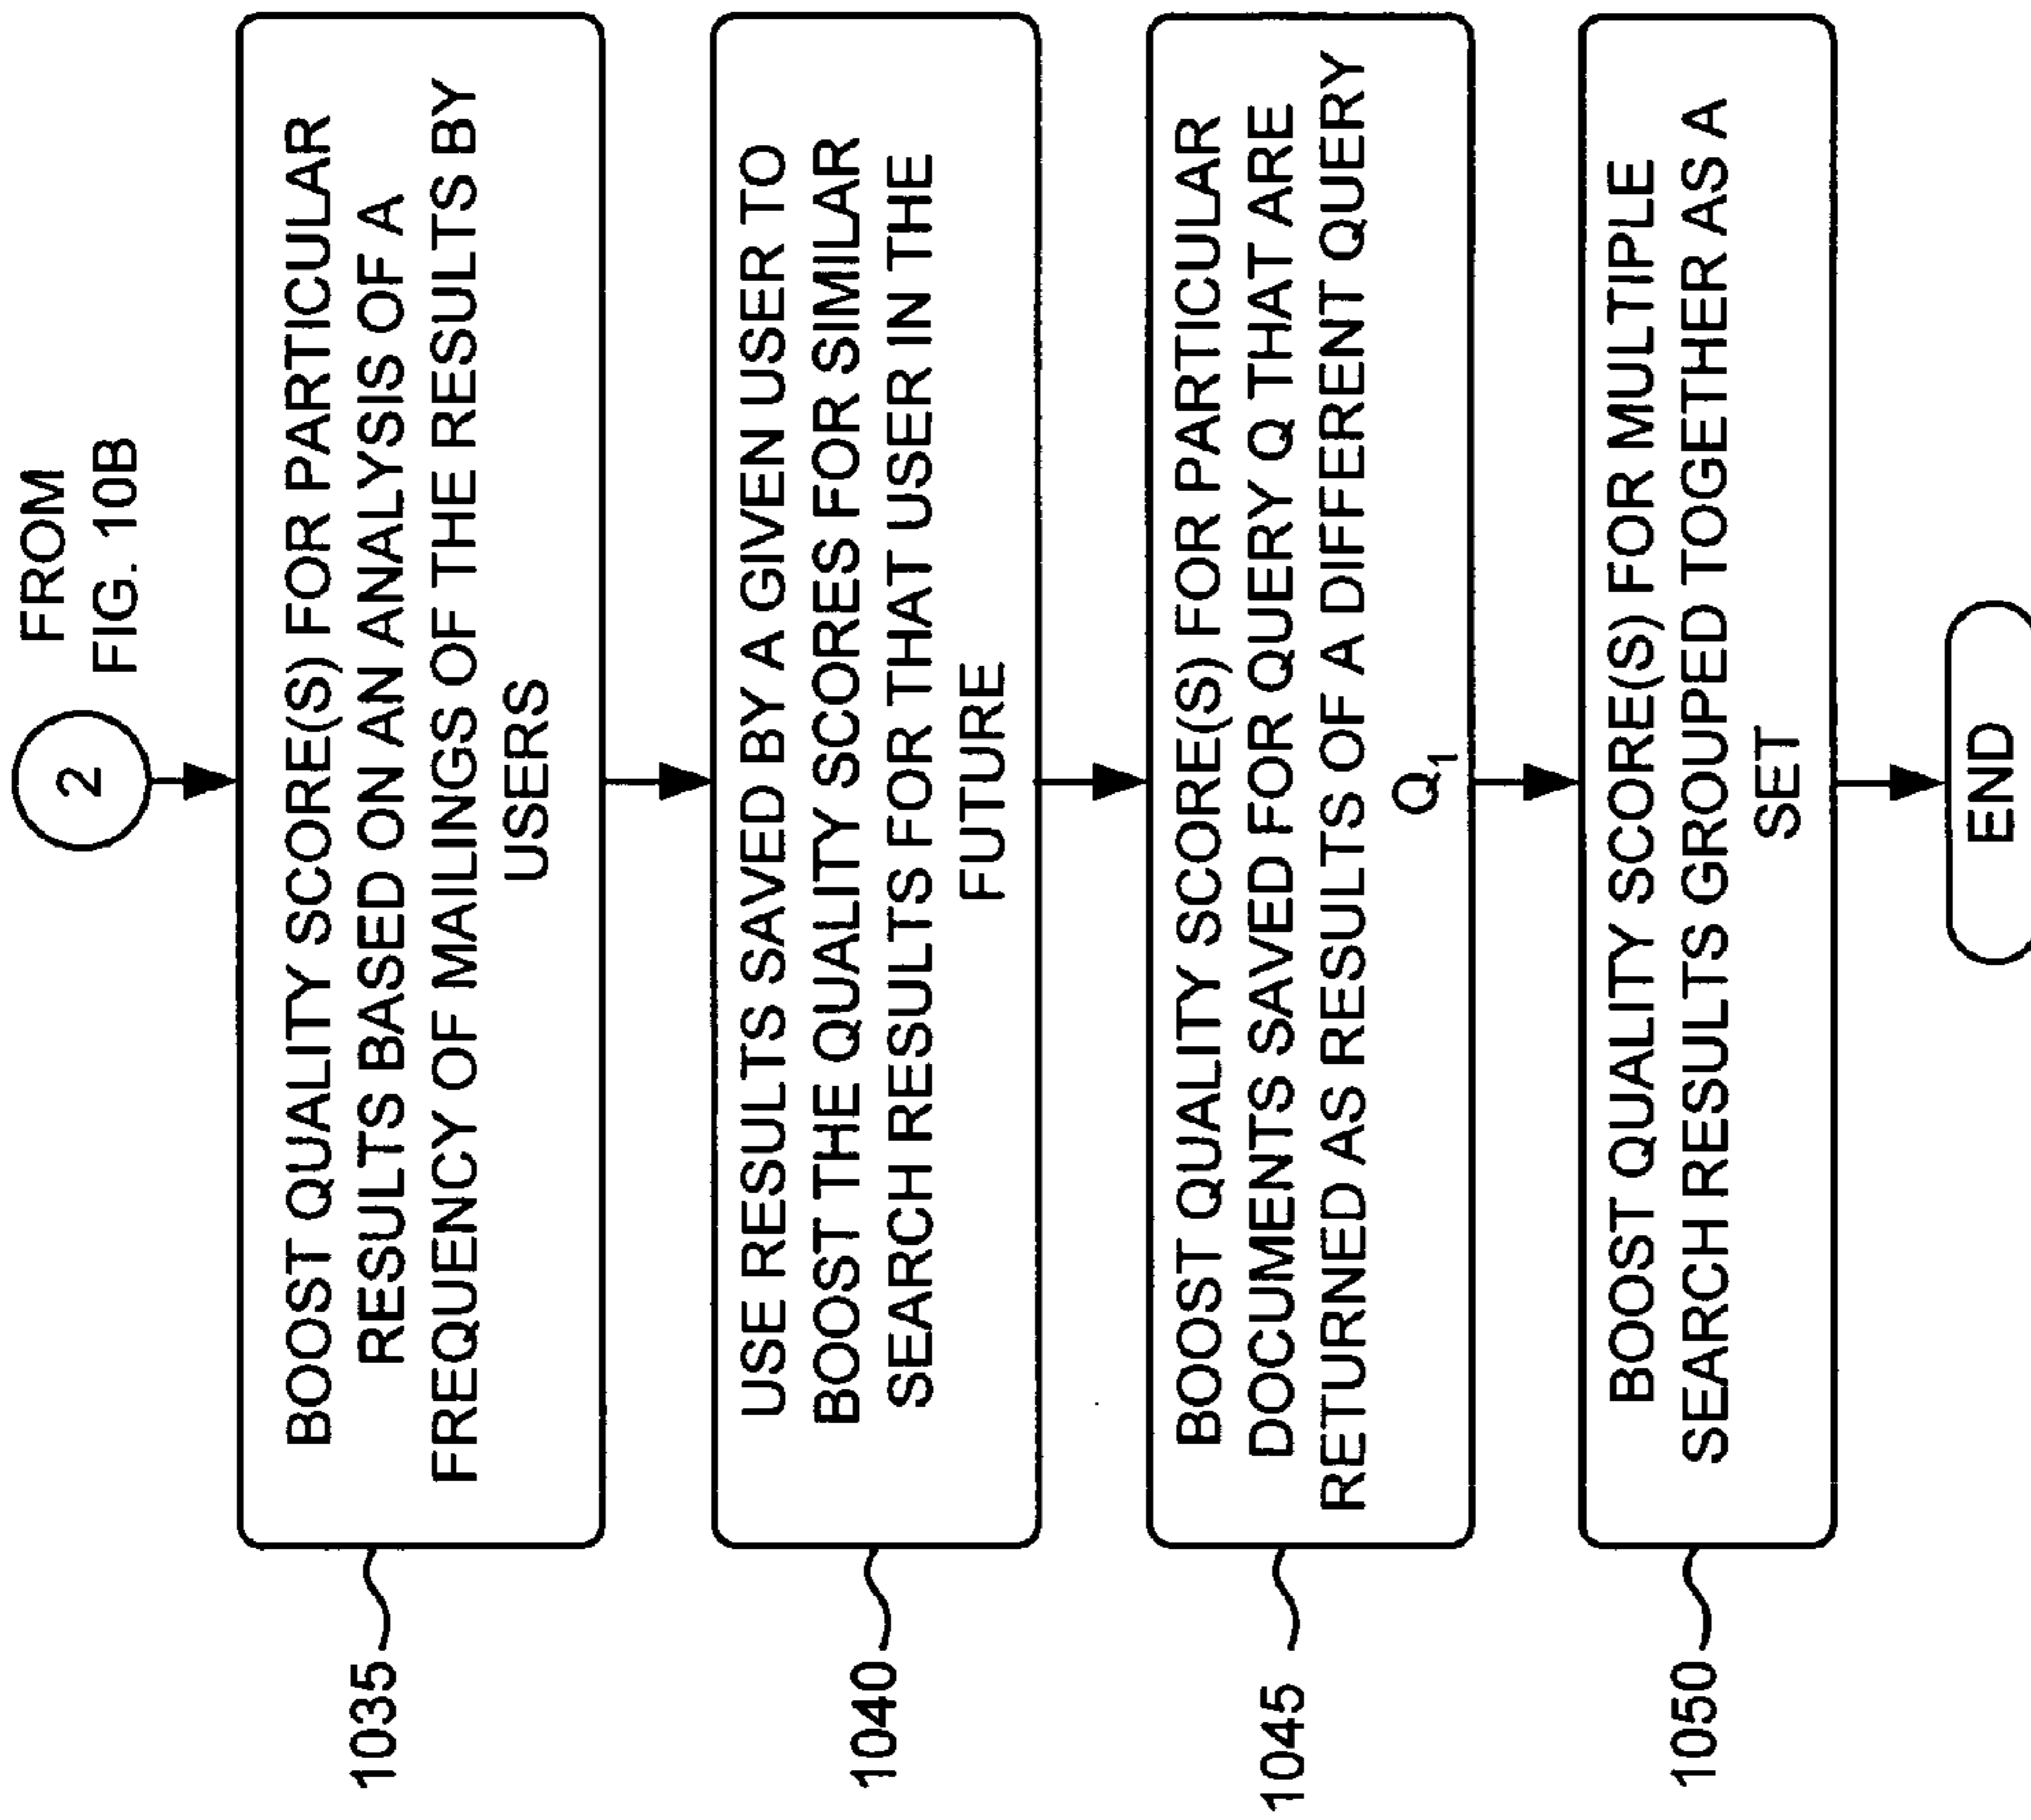 FROM
FIG. 10B
2
1035
BOOST QUALITY SCORE(S) FOR PARTICULAR
RESULTS BASED ON AN ANALYSIS OF A
FREQUENCY OF MAILINGS OF THE RESULTS BY
USERS
1040
USE RESULTS SAVED BY A GIVEN USER TO
BOOST THE QUALITY SCORES FOR SIMILAR
SEARCH RESULTS FOR THAT USER IN THE
FUTURE
1045
BOOST QUALITY SCORE(S) FOR PARTICULAR
DOCUMENTS SAVED FOR QUERY Q THAT ARE
RETURNED AS RESULTS OF A DIFFERENT QUERY
Q₁
1050
BOOST QUALITY SCORE(S) FOR MULTIPLE
SEARCH RESULTS GROUPED TOGETHER AS A
SET
END